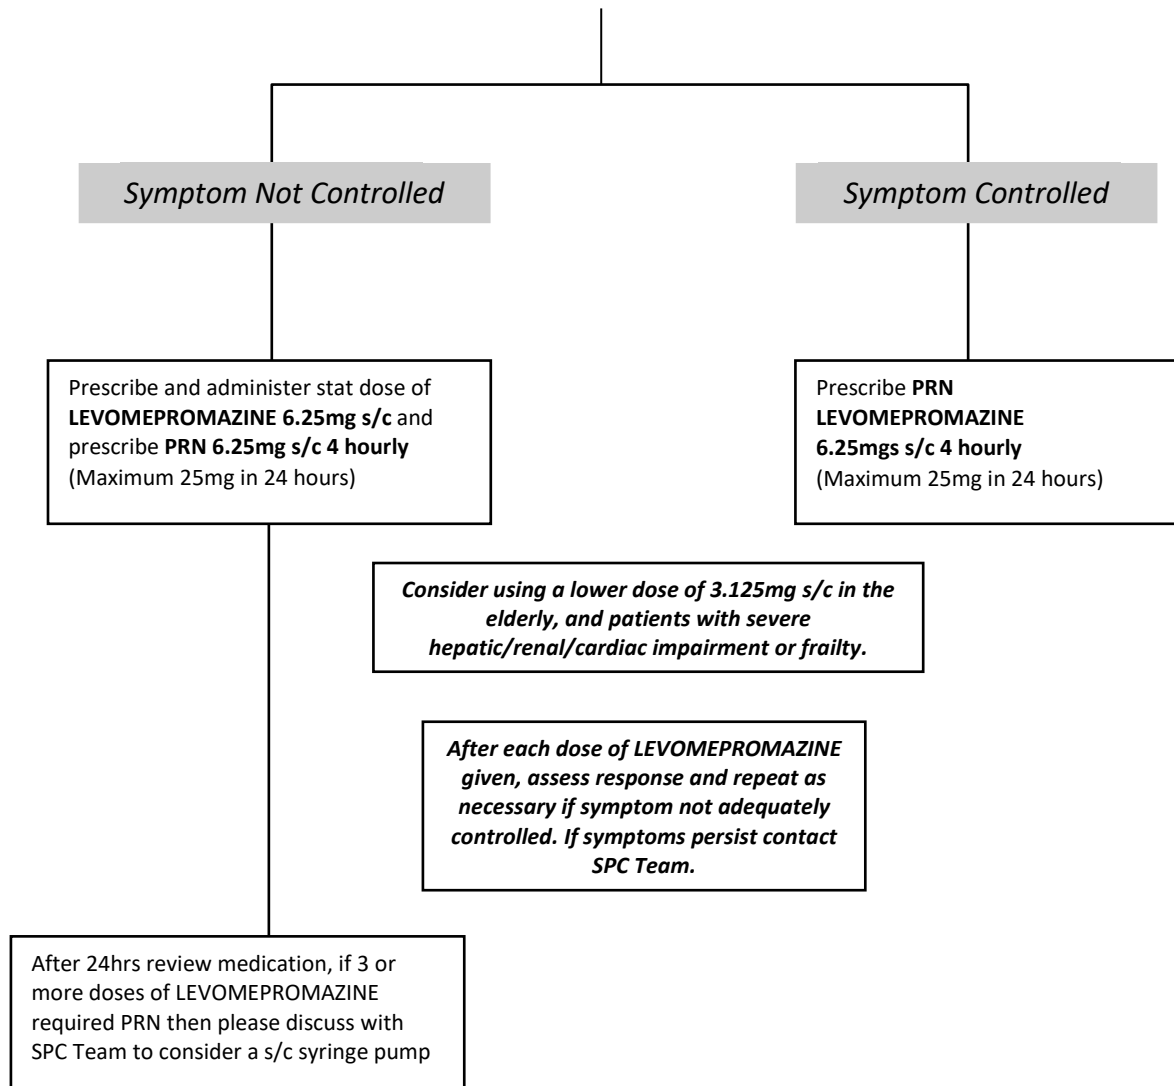 Symptom Not Controlled
Symptom Controlled
Prescribe and administer stat dose of
LEVOMEPROMAZINE 6.25mg s/c and
prescribe PRN 6.25mg s/c 4 hourly
(Maximum 25mg in 24 hours)
Prescribe PRN
LEVOMEPROMAZINE
6.25mgs s/c 4 hourly
(Maximum 25mg in 24 hours)
Consider using a lower dose of 3.125mg s/c in the
elderly, and patients with severe
hepatic/renal/cardiac impairment or frailty.
After each dose of LEVOMEPROMAZINE
given, assess response and repeat as
necessary if symptom not adequately
controlled. If symptoms persist contact
SPC Team.
After 24hrs review medication, if 3 or
more doses of LEVOMEPROMAZINE
required PRN then please discuss with
SPC Team to consider a s/c syringe pump